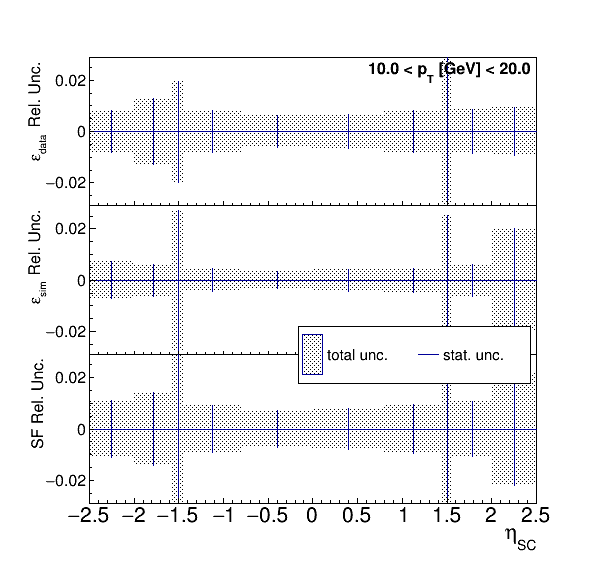 10.0 < p_T [GeV] < 20.0
ε_data Rel. Unc.
0.02
0
−0.02
ε_sim Rel. Unc.
0.02
0
−0.02
total unc.
stat. unc.
SF Rel. Unc.
0.02
0
−0.02
−2.5 −2 −1.5 −1 −0.5 0 0.5 1 1.5 2 2.5
η_SC